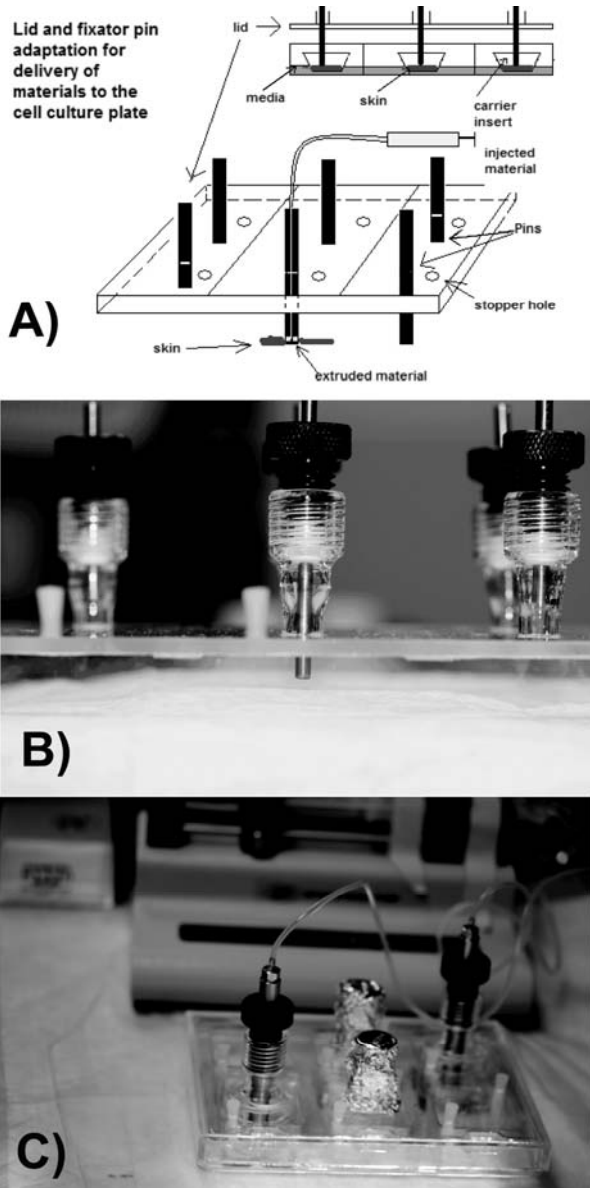 Lid and fixator pin
adaptation for
delivery of
materials to the
cell culture plate
lid
media
skin
carrier
insert
injected
material
Pins
stopper hole
A)
skin
extruded material
B)
C)